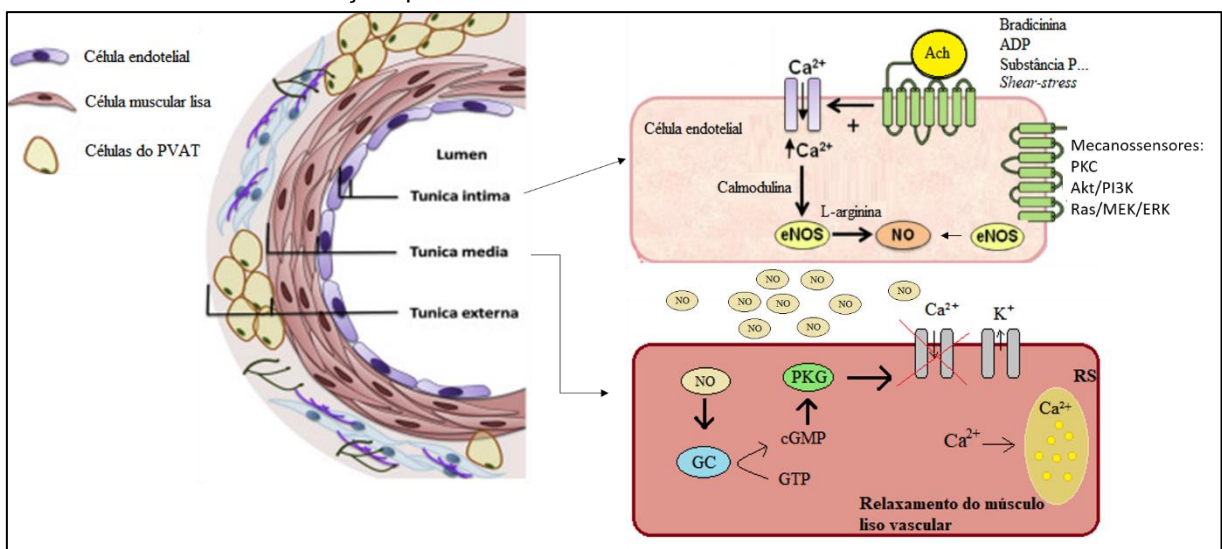 Célula endotelial
Célula muscular lisa
Célas do PVAT
Lumen
Tunica intima
Tunica media
Tunica externa
Bradicinina
ADP
Substância P...
Shear-stress
Ach
Ca²⁺
+
Célula endotelial
↑Ca²⁺
Calmodulina
L-arginina
eNOS
NO
eNOS
Mecanossensores:
PKC
Akt/PI3K
Ras/MEK/ERK
NO
NO
NO
NO
NO
NO
NO
NO
NO
NO
Ca²⁺
K⁺
NO
PKG
RS
cGMP
GC
GTP
Ca²⁺
Ca²⁺
Relaxamento do músculo
liso vascular